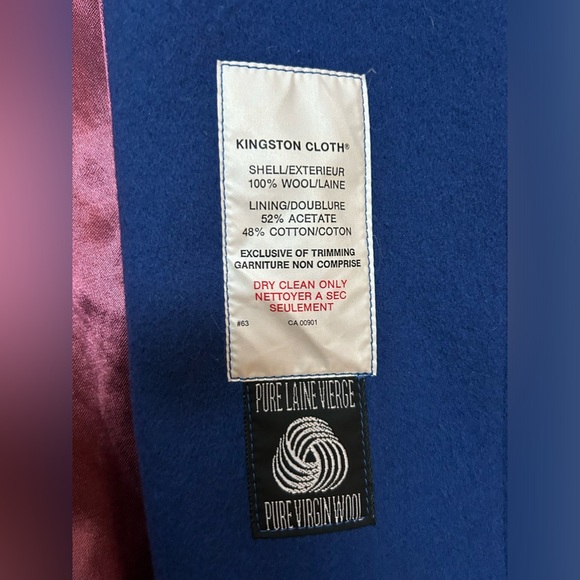 KINGSTON CLOTH®
SHELL/EXTERIEUR
100% WOOL/LAINE
LINING/DOUBLURE
52% ACETATE
48% COTTON/COTON
EXCLUSIVE OF TRIMMING
GARNITURE NON COMPRISE
DRY CLEAN ONLY
NETTOYER A SEC
SEULEMENT
#63 CA 00901
PURE LAINE VIERGE
PURE VIRGIN WOOL